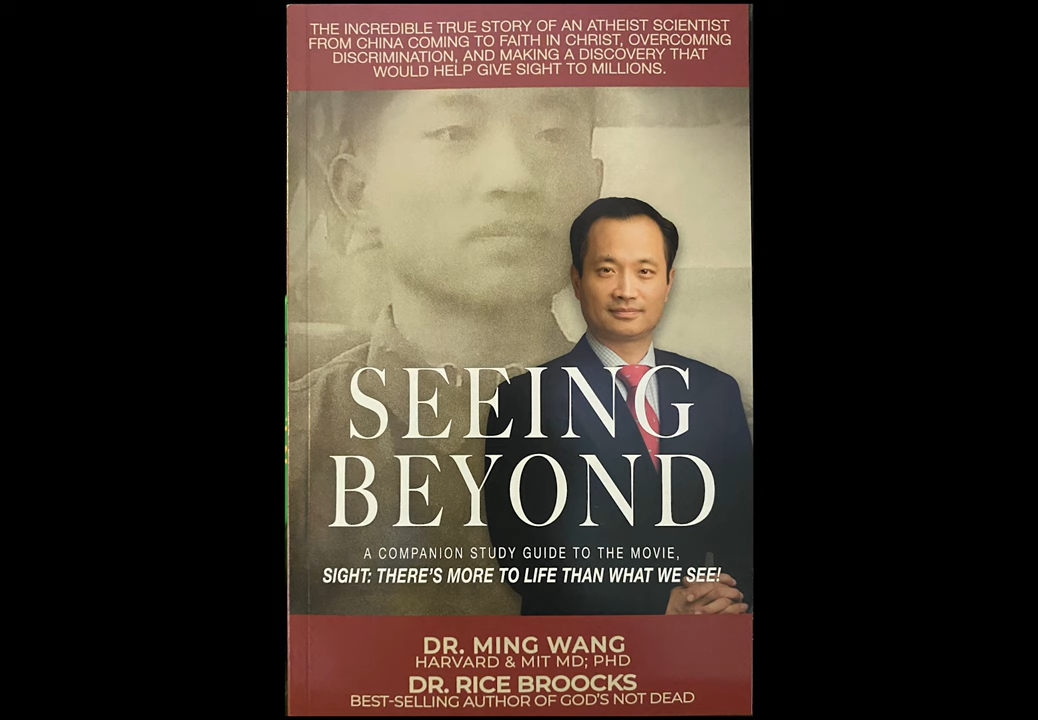 THE INCREDIBLE TRUE STORY OF AN ATHEIST SCIENTIST
FROM CHINA COMING TO FAITH IN CHRIST, OVERCOMING
DISCRIMINATION, AND MAKING A DISCOVERY THAT
WOULD HELP GIVE SIGHT TO MILLIONS.
SEEING
BEYOND
A COMPANION STUDY GUIDE TO THE MOVIE,
SIGHT: THERE'S MORE TO LIFE THAN WHAT WE SEE!
DR. MING WANG
HARVARD & MIT MD; PHD
DR. RICE BROOCKS
BEST-SELLING AUTHOR OF GOD'S NOT DEAD